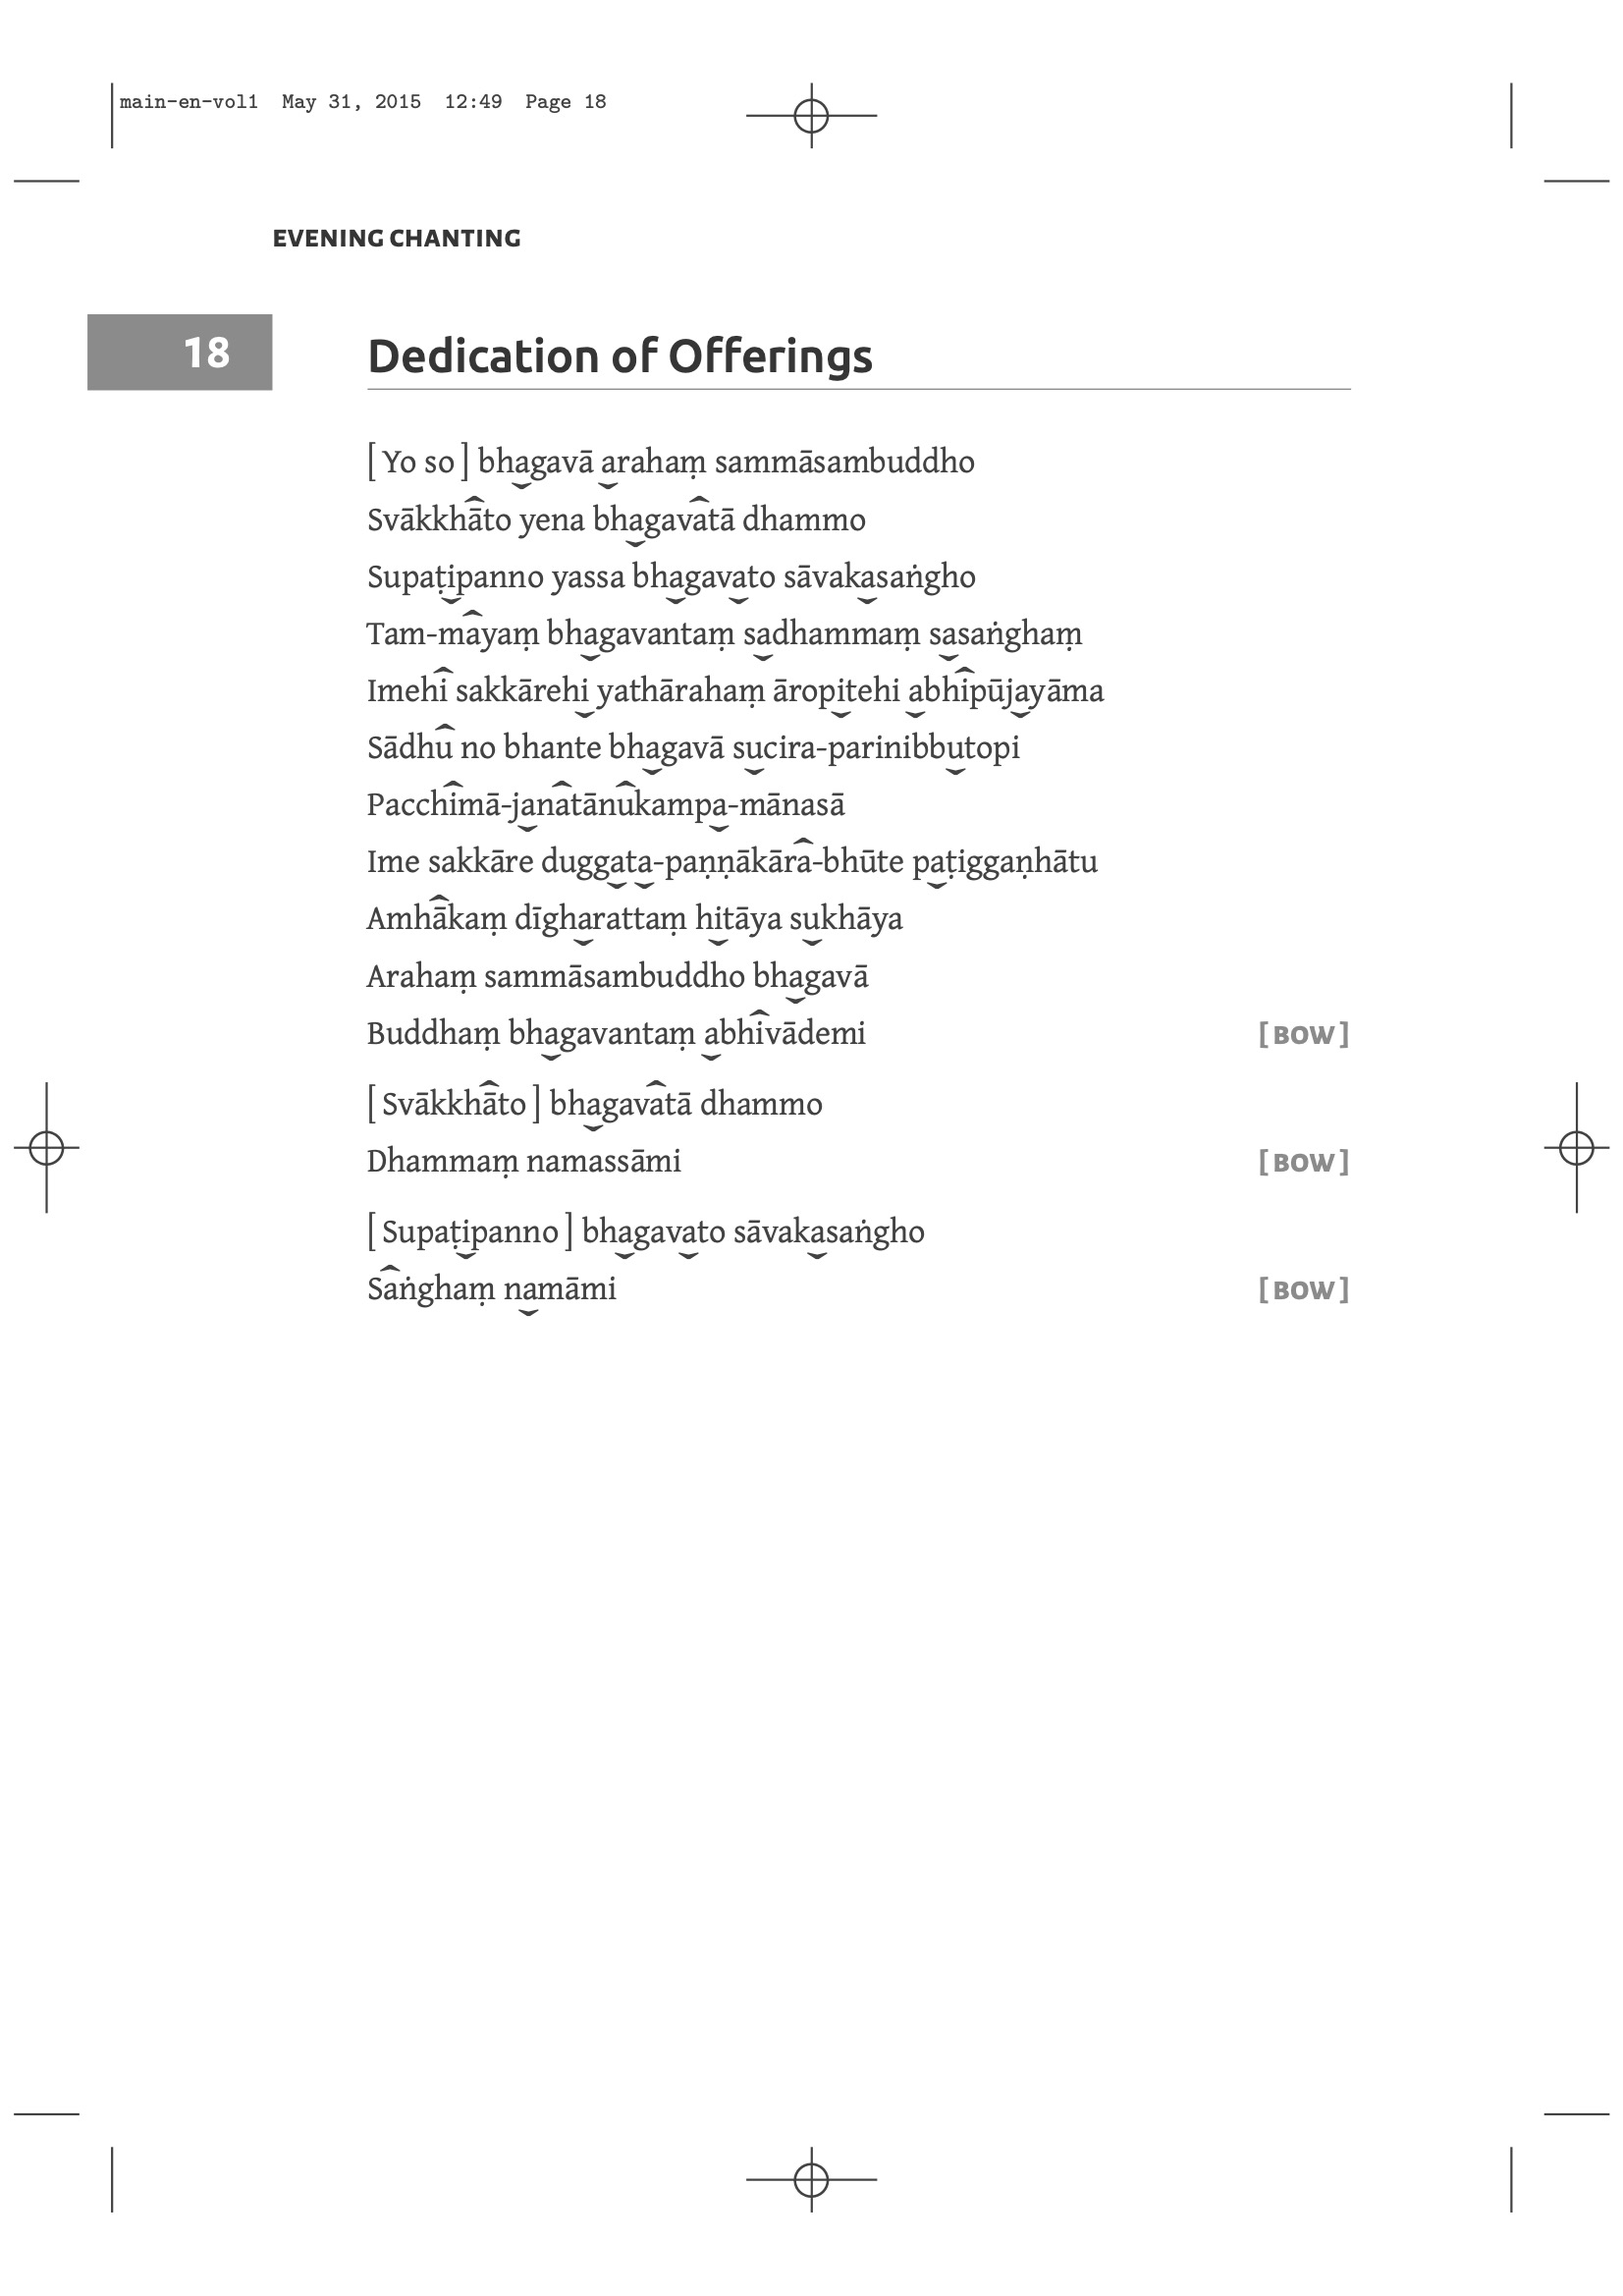 main-en-vol1 May 31, 2015 12:49 Page 18
EVENING CHANTING
18
Dedication of Offerings
[ Yo so ] bhagavā arahaṃ sammāsambuddho
Svākkhāto yena bhagavatā dhammo
Supaṭipanno yassa bhagavato sāvakasaṅgho
Tam-mayaṃ bhagavantaṃ sadhammaṃ sasaṅghaṃ
Imehi sakkārehi yathārahaṃ āropitehi abhipūjayāma
Sādhu no bhante bhagavā sucira-parinibbutopi
Pacchimā-janatānukampa-mānasā
Ime sakkāre duggata-paṇṇākāra-bhūte paṭiggaṇhātu
Amhākaṃ dīgharattaṃ hitāya sukhāya
Arahaṃ sammāsambuddho bhagavā
Buddhaṃ bhagavantaṃ abhivādemi [ BOW ]
[ Svākkhāto ] bhagavatā dhammo
Dhammaṃ namassāmi [ BOW ]
[ Supaṭipanno ] bhagavato sāvakasaṅgho
Saṅghaṃ namāmi [ BOW ]